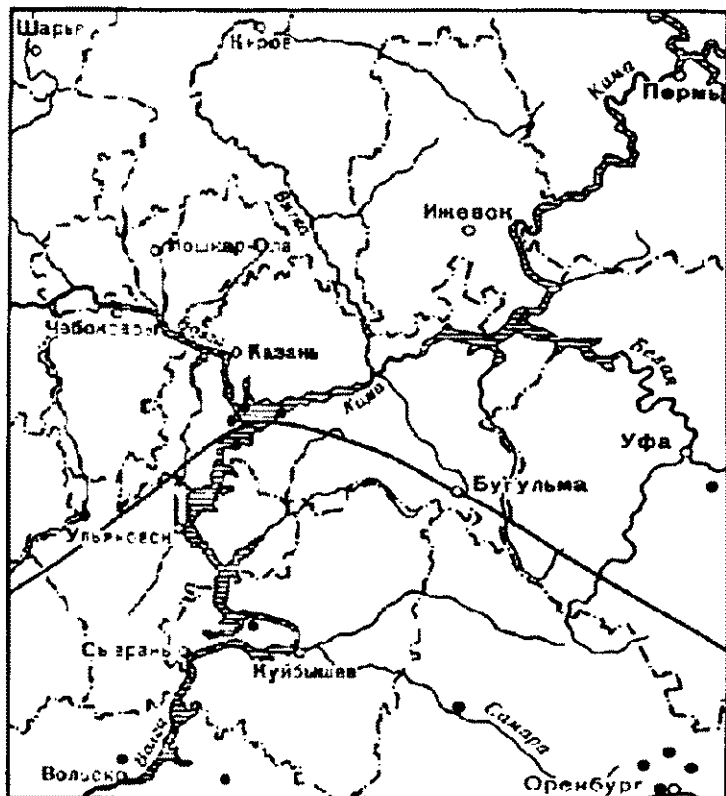 Шарья
Киров
Кама
Пермь
Вятка
Ижевск
Йошкар-Ола
Чебоксары
Волга
Казань
Кама
Белая
Уфа
Бугульма
Ульяновск
Сызрань
Куйбышев
Самара
Волга
Вольск
Оренбург